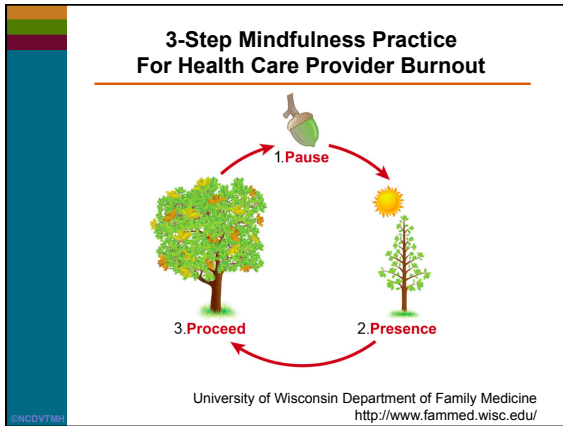 3-Step Mindfulness Practice
For Health Care Provider Burnout
1.Pause
3.Proceed
2.Presence
University of Wisconsin Department of Family Medicine
http://www.fammed.wisc.edu/
©NCDVTMH